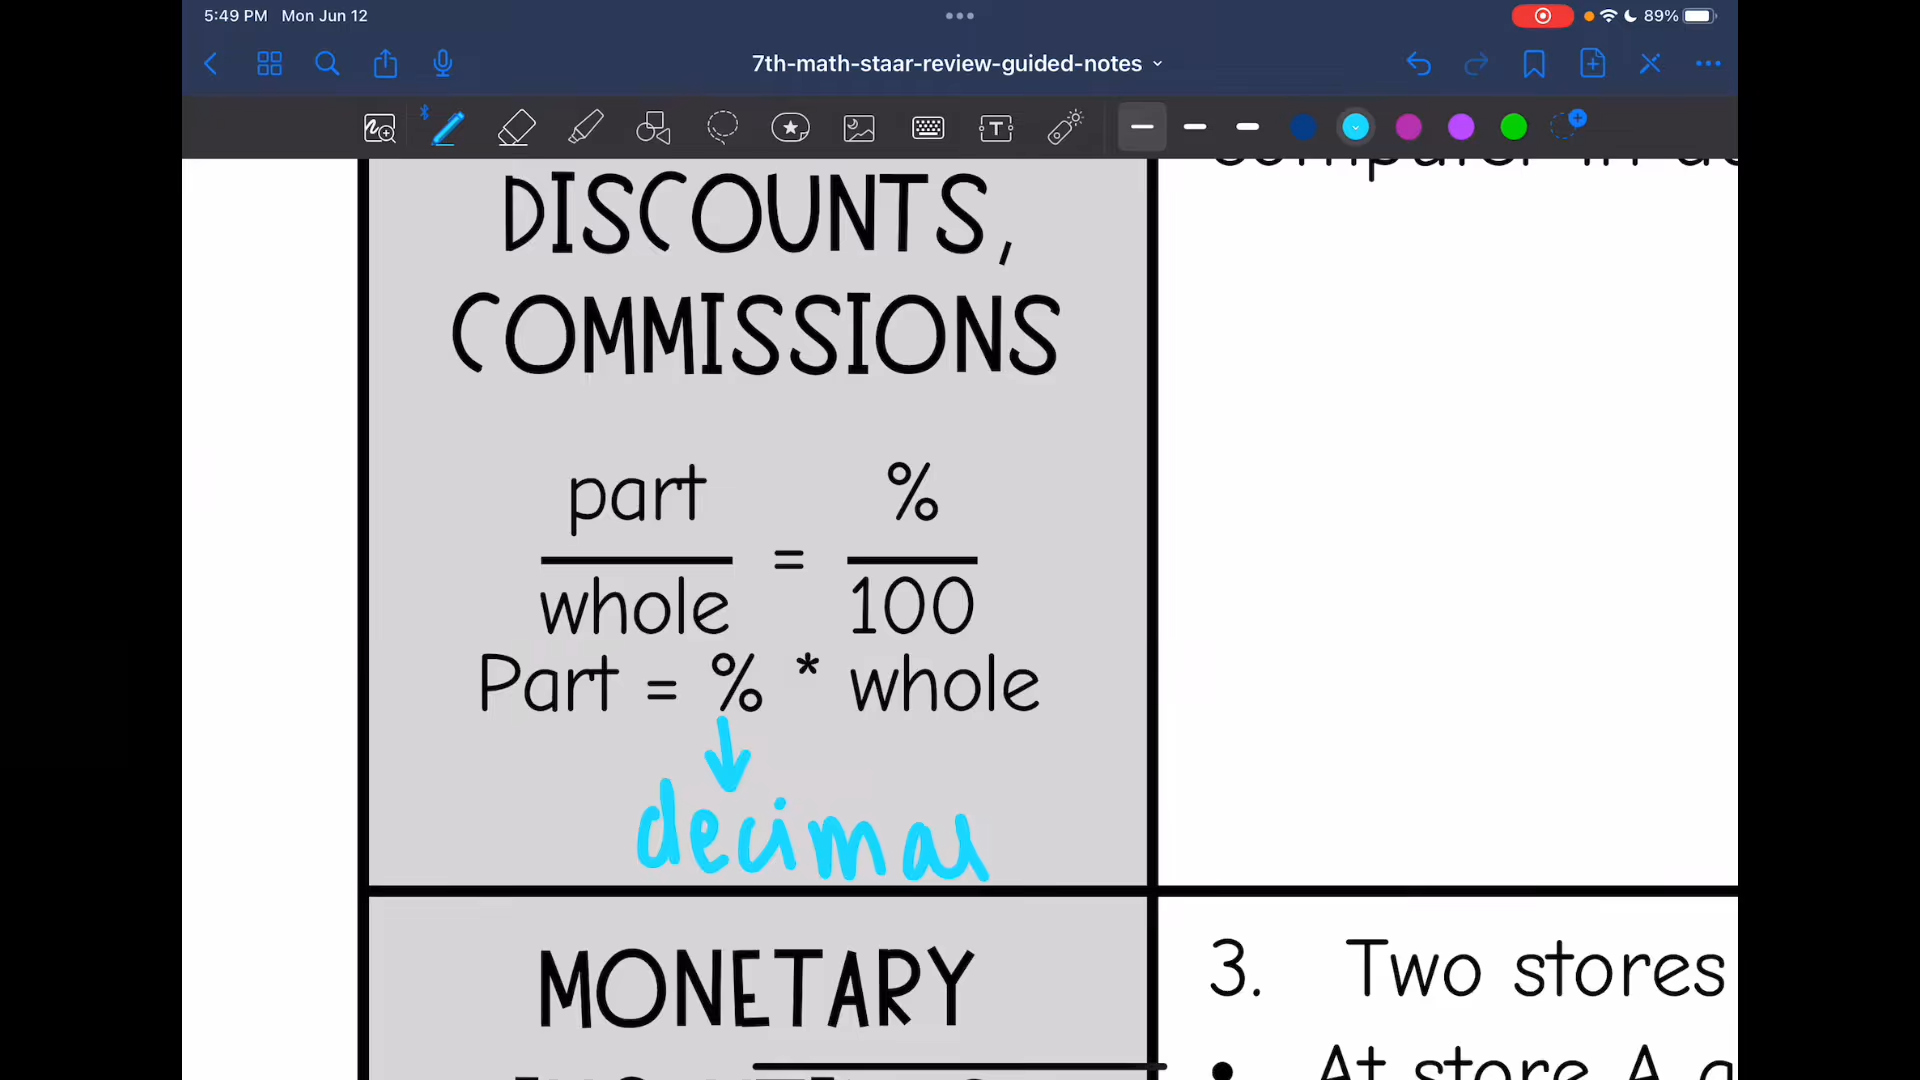 5:49 PM Mon Jun 12
89%
7th-math-staar-review-guided-notes
T
DISCOUNTS,
COMMISSIONS
part
%
=
whole
100
Part = % * whole
decimal
MONETARY
3. Two stores
• At store A